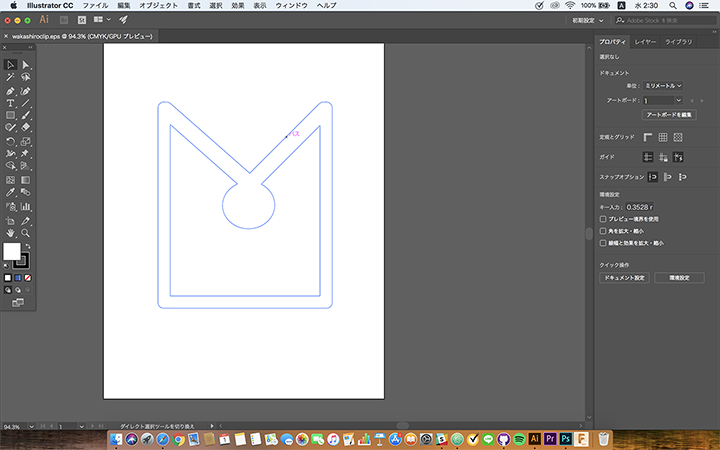 Illustrator CC ファイル 編集 オブジェクト 書式 選択 効果 表示 ウィンドウ ヘルプ 100% A 水 2:30
Ai Br St 初期設定 Adobe Stock を検索
× wakashiroclip.eps @ 94.3% (CMYK/GPU プレビュー)
プロパティ レイヤー ライブラリ
選択なし
ドキュメント
単位: ミリメートル
アートボード: 1
アートボードを編集
定規とグリッド
ガイド
スナップオプション
環境設定
キー入力: 0.3528 r
プレビュー境界を使用
角を拡大・縮小
線幅と効果を拡大・縮小
クイック操作
ドキュメント設定 環境設定
パス
94.3% 1 ダイレクト選択ツールを切り換え
Ai Pr Ps F